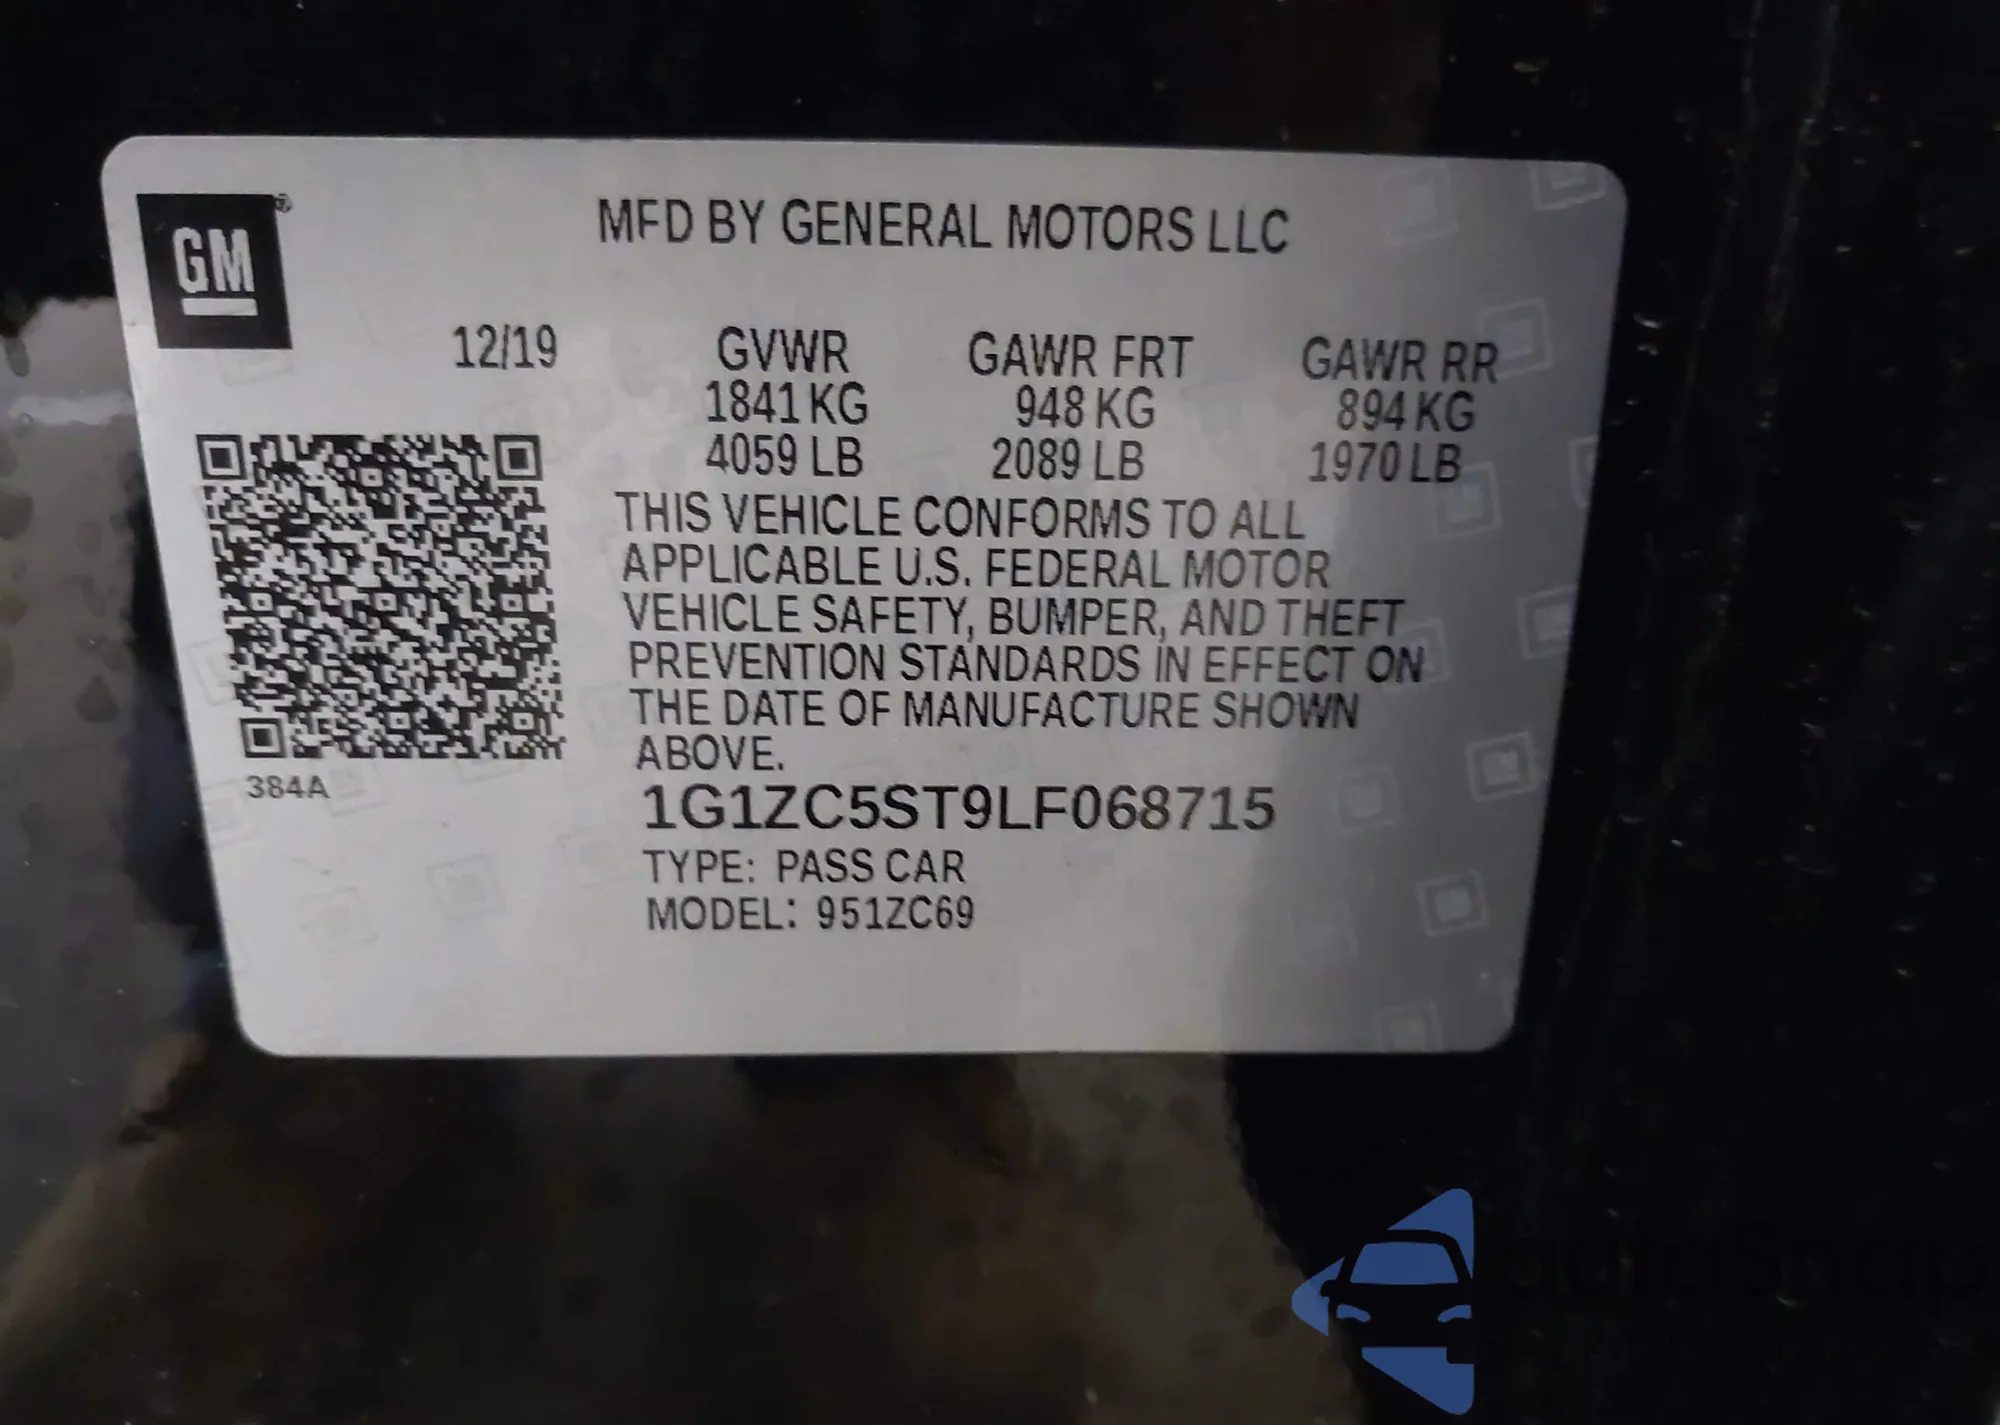 GM®
MFD BY GENERAL MOTORS LLC
12/19 GVWR GAWR FRT GAWR RR
1841 KG 948 KG 894 KG
4059 LB 2089 LB 1970 LB
THIS VEHICLE CONFORMS TO ALL
APPLICABLE U.S. FEDERAL MOTOR
VEHICLE SAFETY, BUMPER, AND THEFT
PREVENTION STANDARDS IN EFFECT ON
THE DATE OF MANUFACTURE SHOWN
ABOVE.
384A
1G1ZC5ST9LF068715
TYPE: PASS CAR
MODEL: 951ZC69